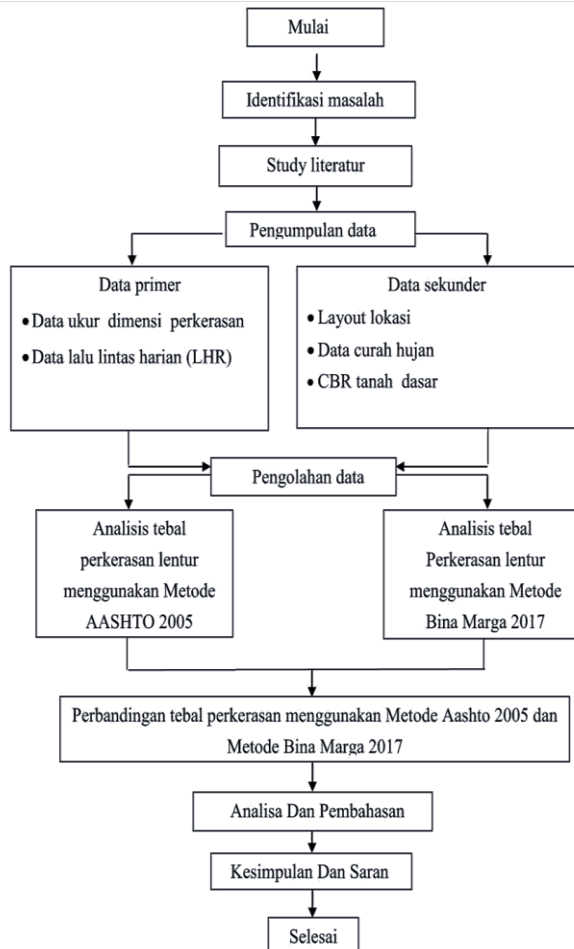 Mulai
Identifikasi masalah
Study literatur
Pengumpulan data
Data primer
• Data ukur dimensi perkerasan
• Data lalu lintas harian (LHR)
Data sekunder
• Layout lokasi
• Data curah hujan
• CBR tanah dasar
Pengolahan data
Analisis tebal
perkerasan lentur
menggunakan Metode
AASHTO 2005
Analisis tebal
Perkerasan lentur
menggunakan Metode
Bina Marga 2017
Perbandingan tebal perkerasan menggunakan Metode Aashto 2005 dan
Metode Bina Marga 2017
Analisa Dan Pembahasan
Kesimpulan Dan Saran
Selesai